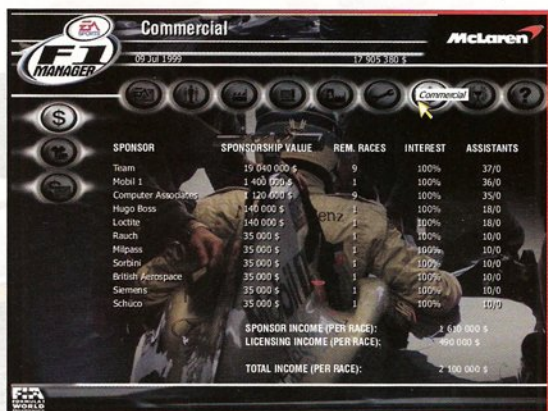 EA SPORTS
F1
MANAGER
Commercial
McLaren
09 Jul 1999 17 905 380 $
Commercial
$
?
SPONSOR SPONSORSHIP VALUE REM. RACES INTEREST ASSISTANTS
Team 19 040 000 $ 9 100% 37/0
Mobil 1 1 400 000 $ 1 100% 36/0
Computer Associates 1 120 000 $ 9 100% 35/0
Hugo Boss 140 000 $ 1 100% 18/0
Loctite 140 000 $ 1 100% 18/0
Rauch 35 000 $ 1 100% 10/0
Milpass 35 000 $ 1 100% 10/0
Sorbini 35 000 $ 1 100% 10/0
British Aerospace 35 000 $ 1 100% 10/0
Siemens 35 000 $ 1 100% 10/0
Schüco 35 000 $ 1 100% 10/0
enz
SPONSOR INCOME (PER RACE): 1 610 000 $
LICENSING INCOME (PER RACE): 490 000 $
TOTAL INCOME (PER RACE): 2 100 000 $
FIA
FORMULA 1
WORLD